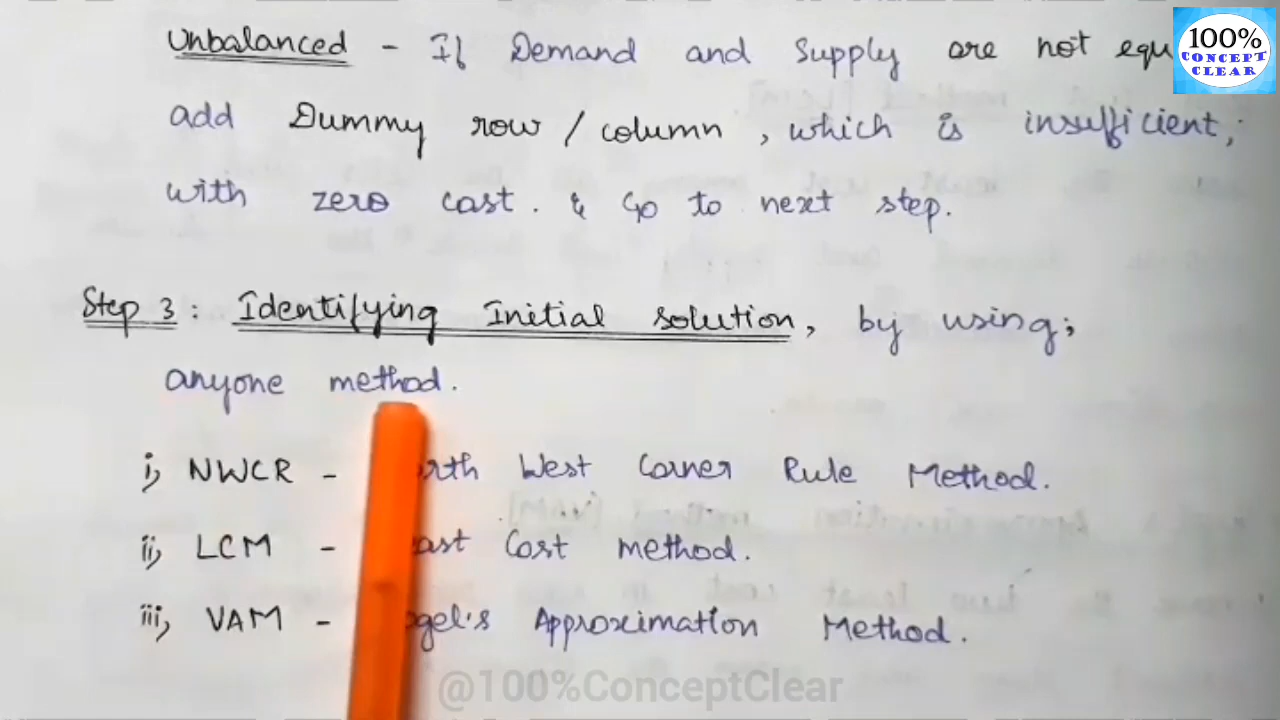 Unbalanced - If Demand and Supply are not equ
100%
CONCEPT
CLEAR
add Dummy row / column , which is insufficient,
with zero cast . & Go to next step.
Step 3 : Identifying Initial solution, by using;
anyone method.
i, NWCR - rth West Corner Rule Method.
ii, LCM - ast Cost method.
iii, VAM - gel's Approximation Method.
@100%ConceptClear